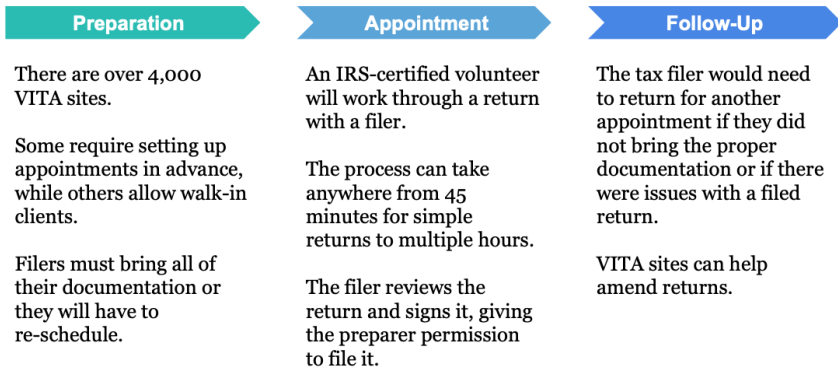 Preparation
There are over 4,000
VITA sites.
Some require setting up
appointments in advance,
while others allow walk-in
clients.
Filers must bring all of
their documentation or
they will have to
re-schedule.
Appointment
An IRS-certified volunteer
will work through a return
with a filer.
The process can take
anywhere from 45
minutes for simple
returns to multiple hours.
The filer reviews the
return and signs it, giving
the preparer permission
to file it.
Follow-Up
The tax filer would need
to return for another
appointment if they did
not bring the proper
documentation or if there
were issues with a filed
return.
VITA sites can help
amend returns.